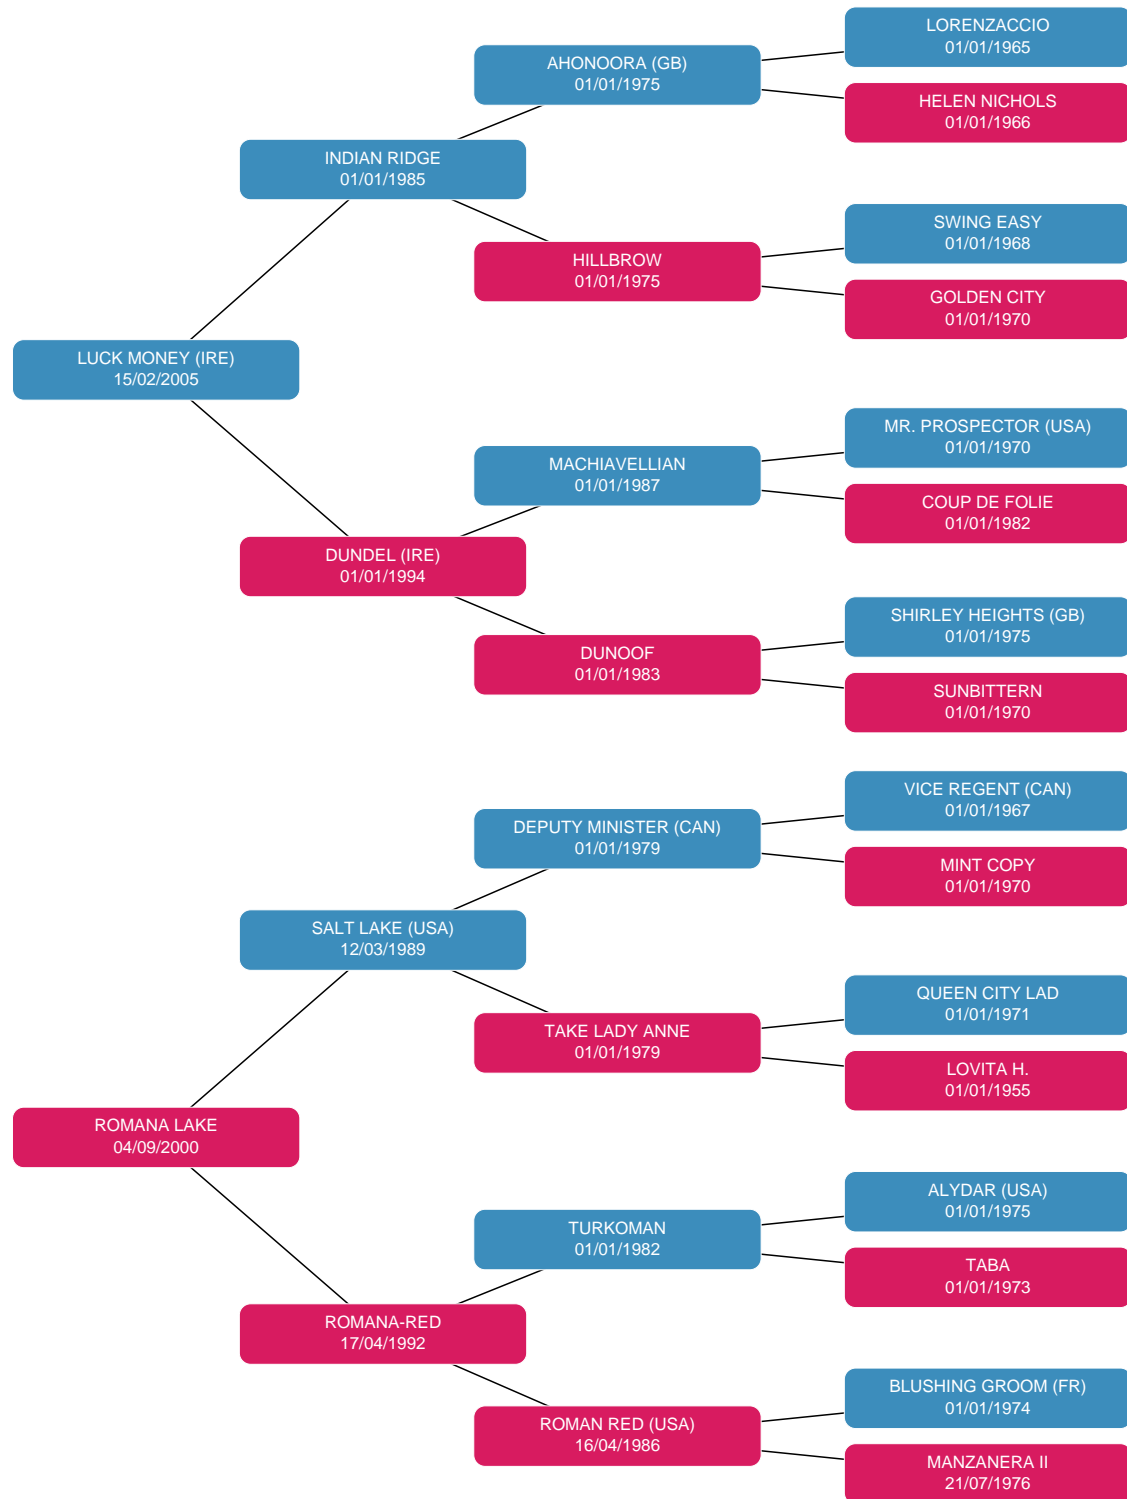 LORENZACCIO
01/01/1965
AHONOORA (GB)
01/01/1975
HELEN NICHOLS
01/01/1966
INDIAN RIDGE
01/01/1985
SWING EASY
01/01/1968
HILLBROW
01/01/1975
GOLDEN CITY
01/01/1970
LUCK MONEY (IRE)
15/02/2005
MR. PROSPECTOR (USA)
01/01/1970
MACHIAVELLIAN
01/01/1987
COUP DE FOLIE
01/01/1982
DUNDEL (IRE)
01/01/1994
SHIRLEY HEIGHTS (GB)
01/01/1975
DUNOOF
01/01/1983
SUNBITTERN
01/01/1970
VICE REGENT (CAN)
01/01/1967
DEPUTY MINISTER (CAN)
01/01/1979
MINT COPY
01/01/1970
SALT LAKE (USA)
12/03/1989
QUEEN CITY LAD
01/01/1971
TAKE LADY ANNE
01/01/1979
LOVITA H.
01/01/1955
ROMANA LAKE
04/09/2000
ALYDAR (USA)
01/01/1975
TURKOMAN
01/01/1982
TABA
01/01/1973
ROMANA-RED
17/04/1992
BLUSHING GROOM (FR)
01/01/1974
ROMAN RED (USA)
16/04/1986
MANZANERA II
21/07/1976